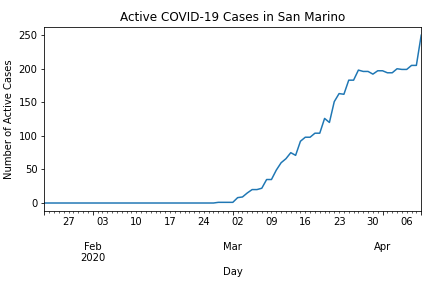 Active COVID-19 Cases in San Marino
Number of Active Cases
250
200
150
100
50
0
27 03 10 17 24 02 09 16 23 30 06
Feb Mar Apr
2020
Day